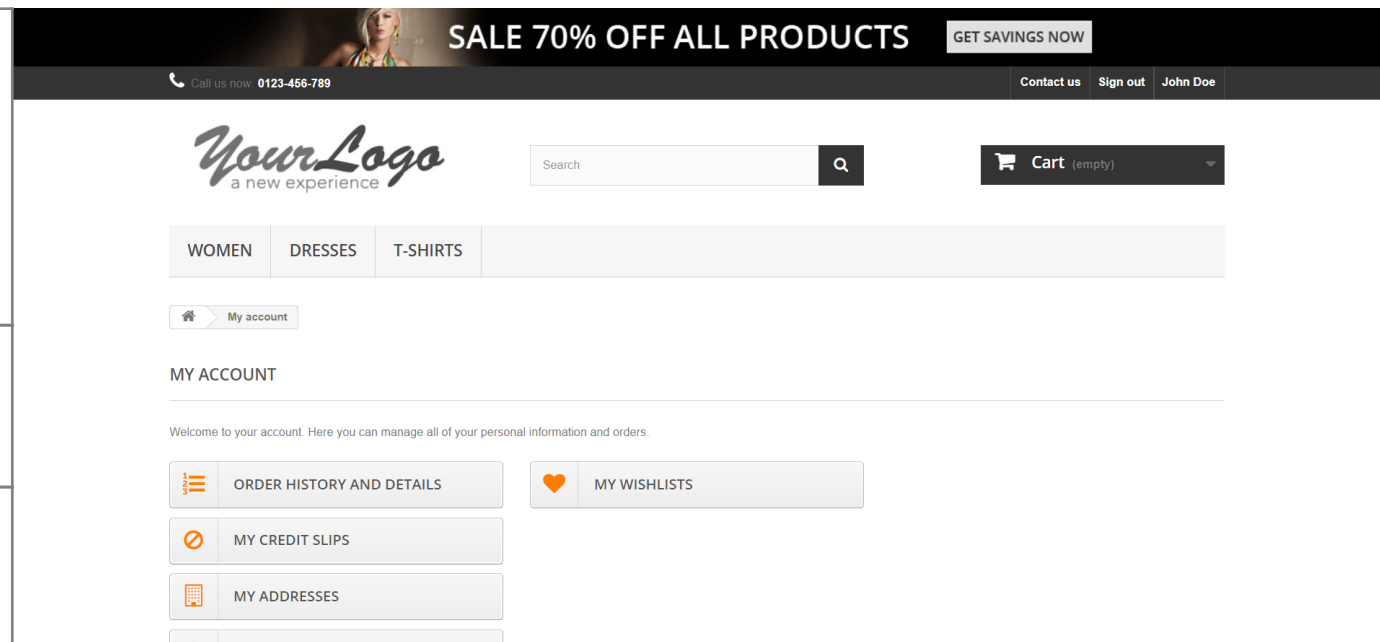 SALE 70% OFF ALL PRODUCTS GET SAVINGS NOW
Call us now: 0123-456-789 Contact us Sign out John Doe
YourLogo
a new experience
Search Cart (empty)
WOMEN DRESSES T-SHIRTS
My account
MY ACCOUNT
Welcome to your account. Here you can manage all of your personal information and orders.
1
2
3
ORDER HISTORY AND DETAILS MY WISHLISTS
MY CREDIT SLIPS
MY ADDRESSES